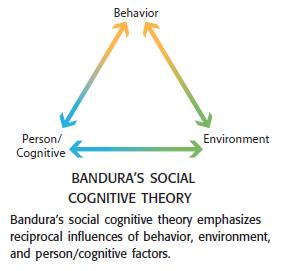 Behavior
Person/
Cognitive
Environment
BANDURA’S SOCIAL
COGNITIVE THEORY
Bandura’s social cognitive theory emphasizes
reciprocal influences of behavior, environment,
and person/cognitive factors.